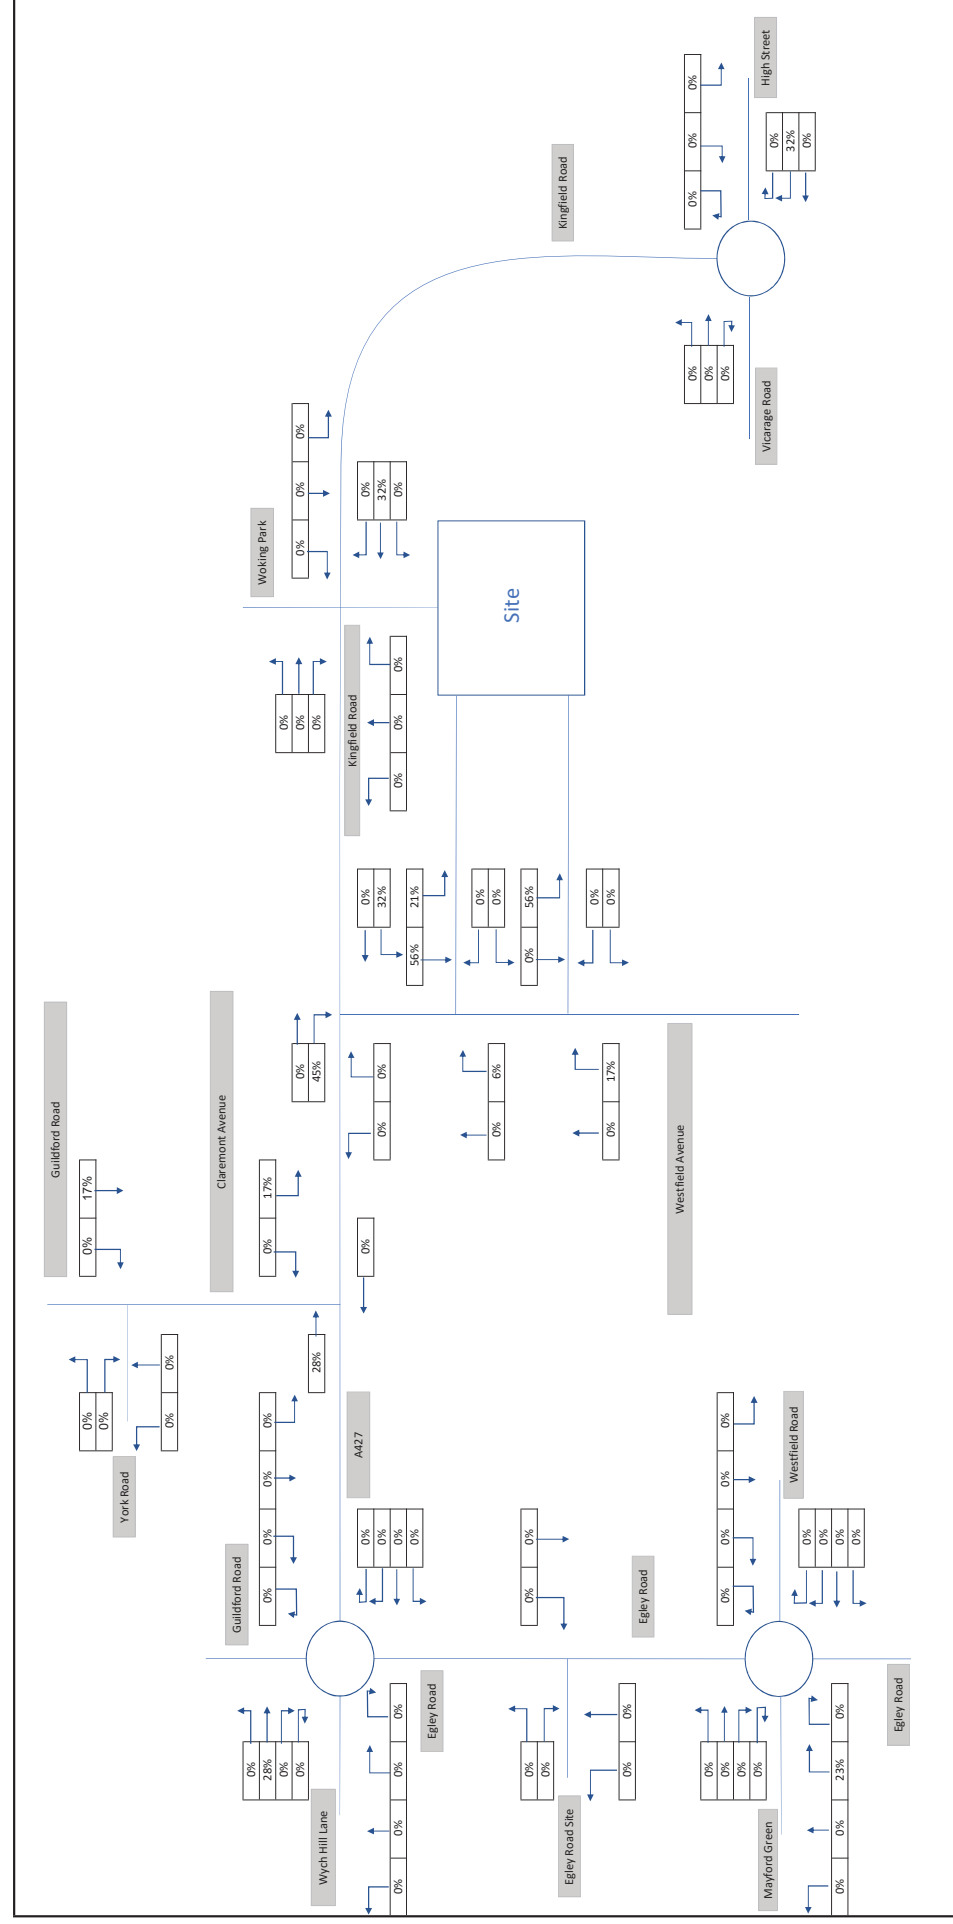 Guildford Road
0% 17%
0%
0%
York Road
0% 0%
Claremont Avenue
0% 17%
Guildford Road
0% 0% 0% 0%
0%
28%
0%
0%
Wych Hill Lane
28%
0%
45%
Woking Park
0% 0% 0%
0%
0%
0%
Kingfield Road
0% 0% 0%
0%
32%
0%
A427
0%
0%
0%
0%
0%
0% 0%
0%
32%
56% 21%
0% 0% 0% 0%
Egley Road
0%
0%
0% 6%
Site
0% 56%
0% 0%
0%
0%
Egley Road Site
0% 0%
0%
0%
0% 17%
Kingfield Road
Egley Road
Westfield Avenue
0% 0% 0%
0%
0%
0%
Vicarage Road
High Street
0%
32%
0%
0% 0% 0% 0%
0%
0%
0%
0%
Mayford Green
Westfield Road
0%
0%
0%
0%
0% 0% 23% 0%
Egley Road